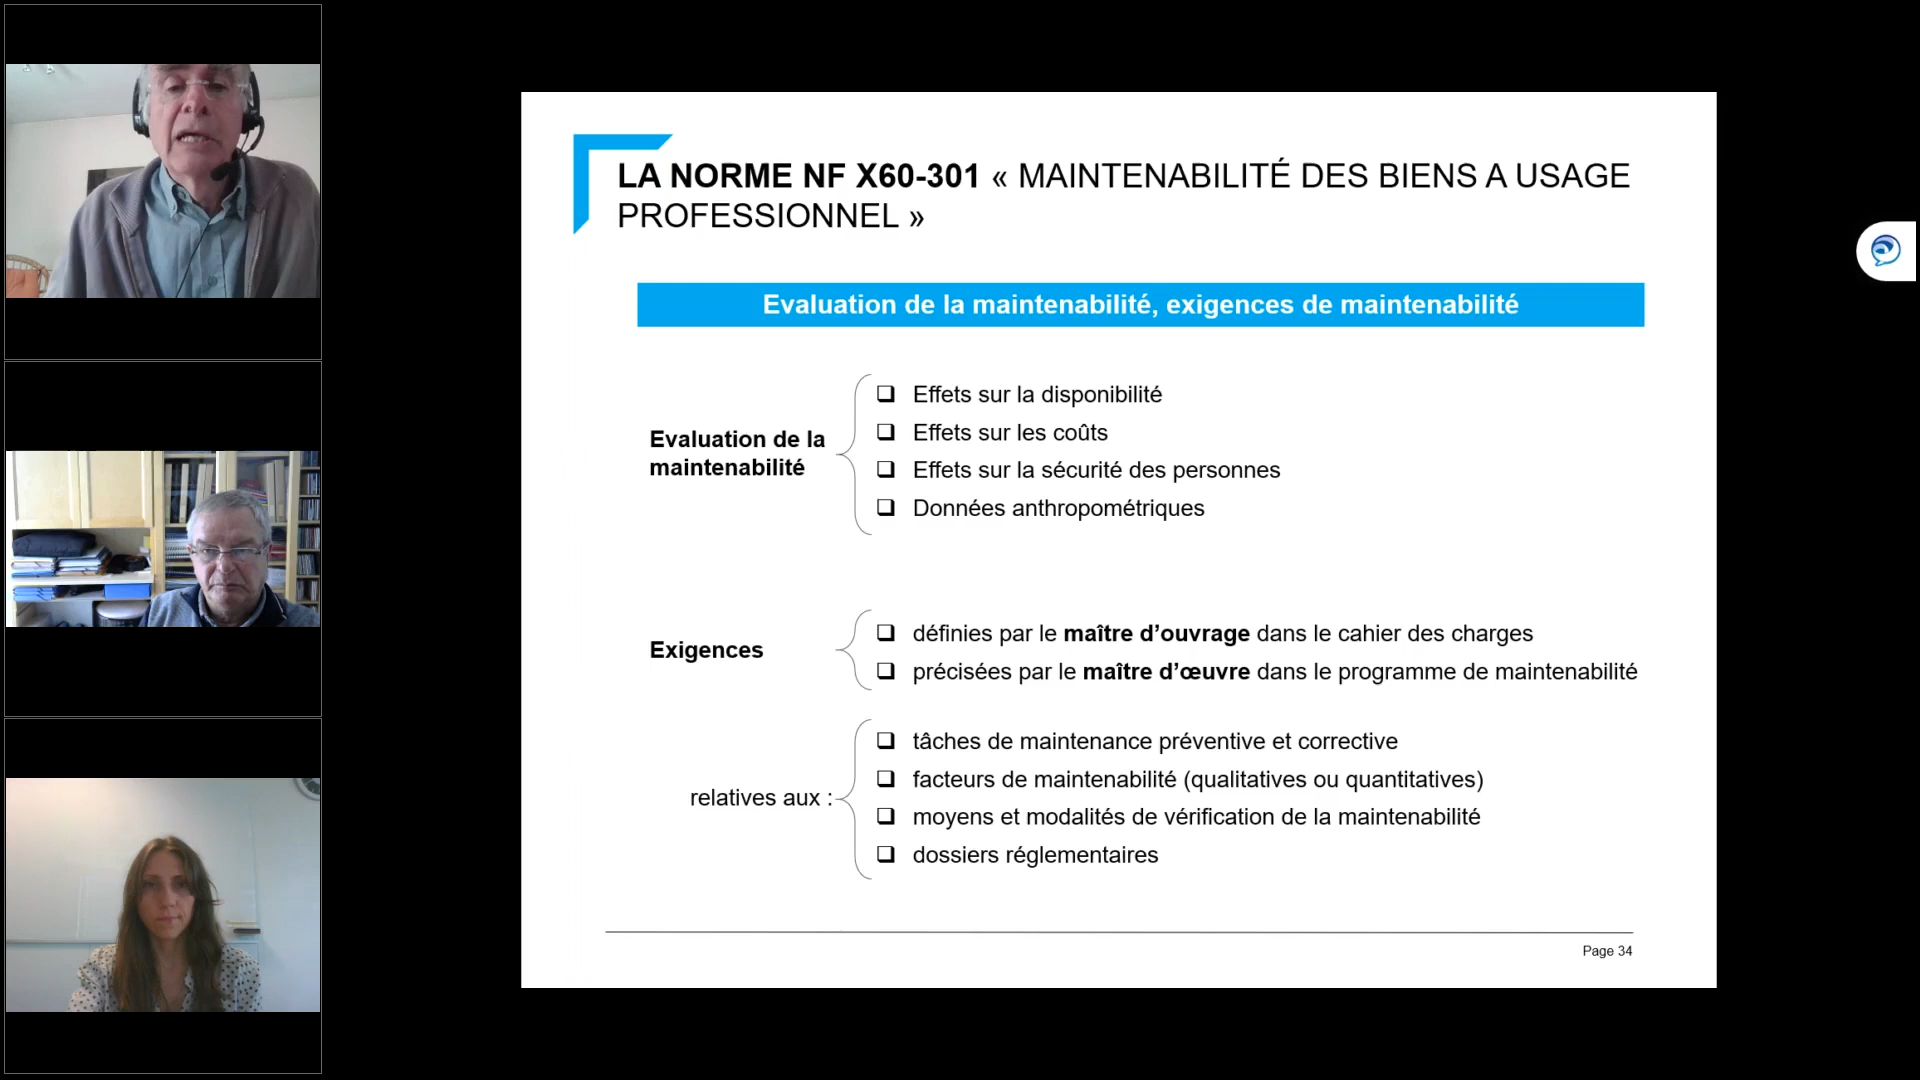 LA NORME NF X60-301 « MAINTENABILITÉ DES BIENS A USAGE
PROFESSIONNEL »
Evaluation de la maintenabilité, exigences de maintenabilité
Evaluation de la
maintenabilité
❑ Effets sur la disponibilité
❑ Effets sur les coûts
❑ Effets sur la sécurité des personnes
❑ Données anthropométriques
Exigences
❑ définies par le maître d’ouvrage dans le cahier des charges
❑ précisées par le maître d’œuvre dans le programme de maintenabilité
relatives aux :
❑ tâches de maintenance préventive et corrective
❑ facteurs de maintenabilité (qualitatives ou quantitatives)
❑ moyens et modalités de vérification de la maintenabilité
❑ dossiers réglementaires
Page 34